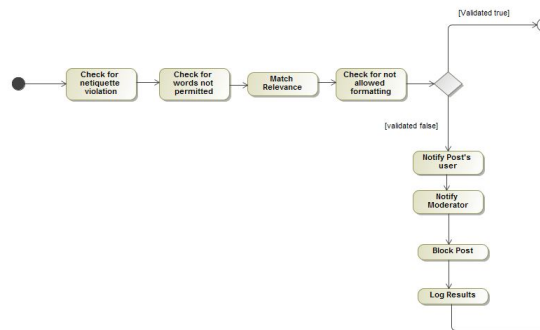 [Validated true]
Check for
netiquette
violation
Check for
words not
permitted
Match
Relevance
Check for not
allowed
formatting
[validated false]
Notify Post's
user
Notify
Moderator
Block Post
Log Results